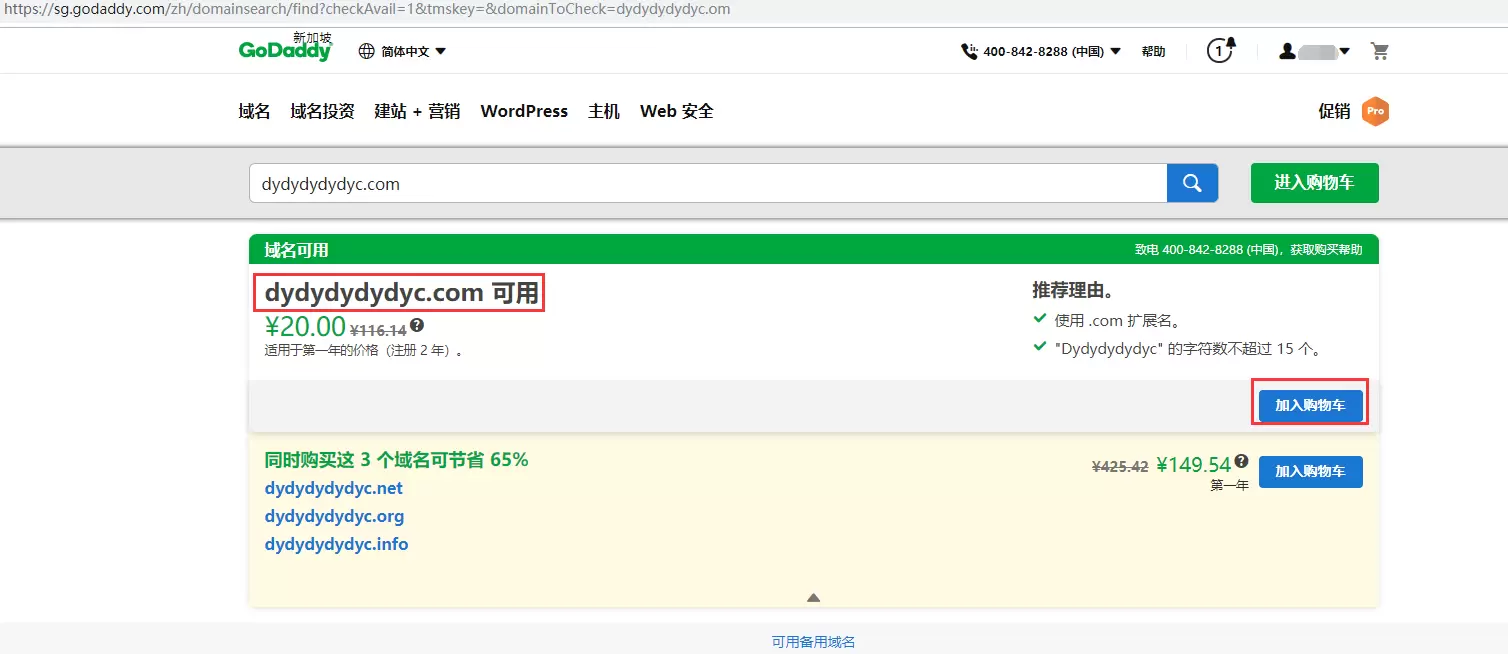 https://sg.godaddy.com/zh/domainsearch/find?checkAvail=1&tmskey=&domainToCheck=dydydydydyc.om
新加坡
GoDaddy 简体中文 400-842-8288 (中国) 帮助 1
域名 域名投资 建站 + 营销 WordPress 主机 Web 安全 促销 Pro
dydydydydyc.com 进入购物车
域名可用 致电 400-842-8288 (中国)，获取购买帮助
dydydydydyc.com 可用
¥20.00 ¥116.14 ?
适用于第一年的价格（注册 2 年）。
推荐理由。
使用 .com 扩展名。
"Dydydydydyc" 的字符数不超过 15 个。
加入购物车
同时购买这 3 个域名可节省 65%
dydydydydyc.net
dydydydydyc.org
dydydydydyc.info
¥425.42 ¥149.54 ?
第一年
加入购物车
可用备用域名